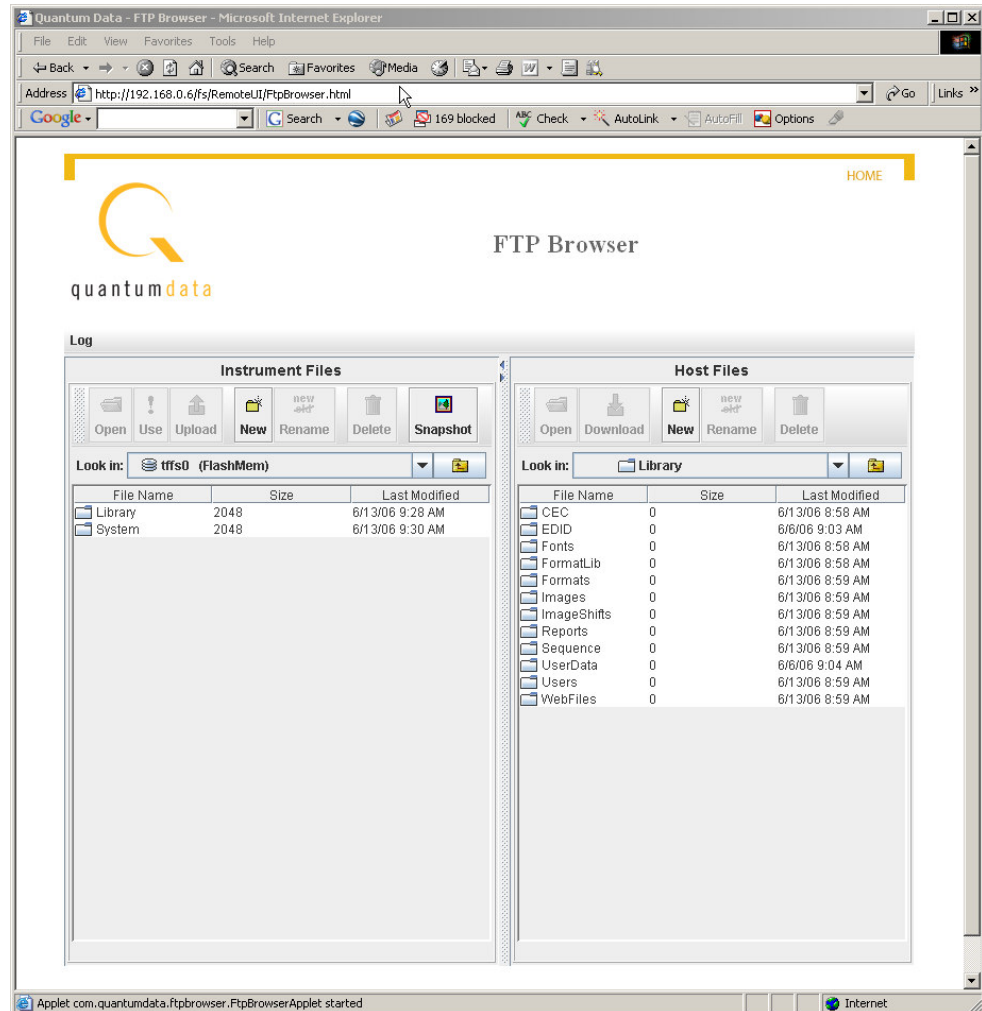 Quantum Data - FTP Browser - Microsoft Internet Explorer
File Edit View Favorites Tools Help
Back Search Favorites Media
Address http://192.168.0.6/fs/RemoteUI/FtpBrowser.html Go Links »
Google Search 169 blocked ABC Check AutoLink AutoFill Options
HOME
FTP Browser
quantumdata
Log
Instrument Files
Open Use Upload New new old Rename Delete Snapshot
Look in: tffs0 (FlashMem)
File Name Size Last Modified
Library 2048 6/13/06 9:28 AM
System 2048 6/13/06 9:30 AM
Host Files
Open Download New new old Rename Delete
Look in: Library
File Name Size Last Modified
CEC 0 6/13/06 8:58 AM
EDID 0 6/6/06 9:03 AM
Fonts 0 6/13/06 8:58 AM
FormatLib 0 6/13/06 8:58 AM
Formats 0 6/13/06 8:59 AM
Images 0 6/13/06 8:59 AM
ImageShifts 0 6/13/06 8:59 AM
Reports 0 6/13/06 8:59 AM
Sequence 0 6/13/06 8:59 AM
UserData 0 6/6/06 9:04 AM
Users 0 6/13/06 8:59 AM
WebFiles 0 6/13/06 8:59 AM
Applet com.quantumdata.ftpbrowser.FtpBrowserApplet started Internet